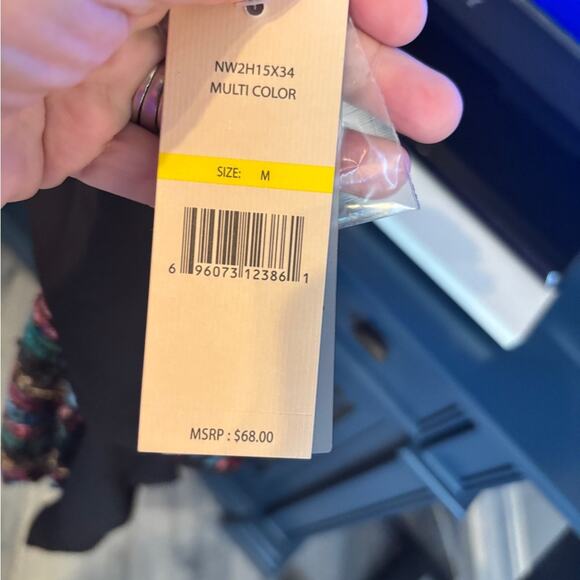 NW2H15X34
MULTI COLOR
SIZE: M
6 96073 12386 1
MSRP : $68.00